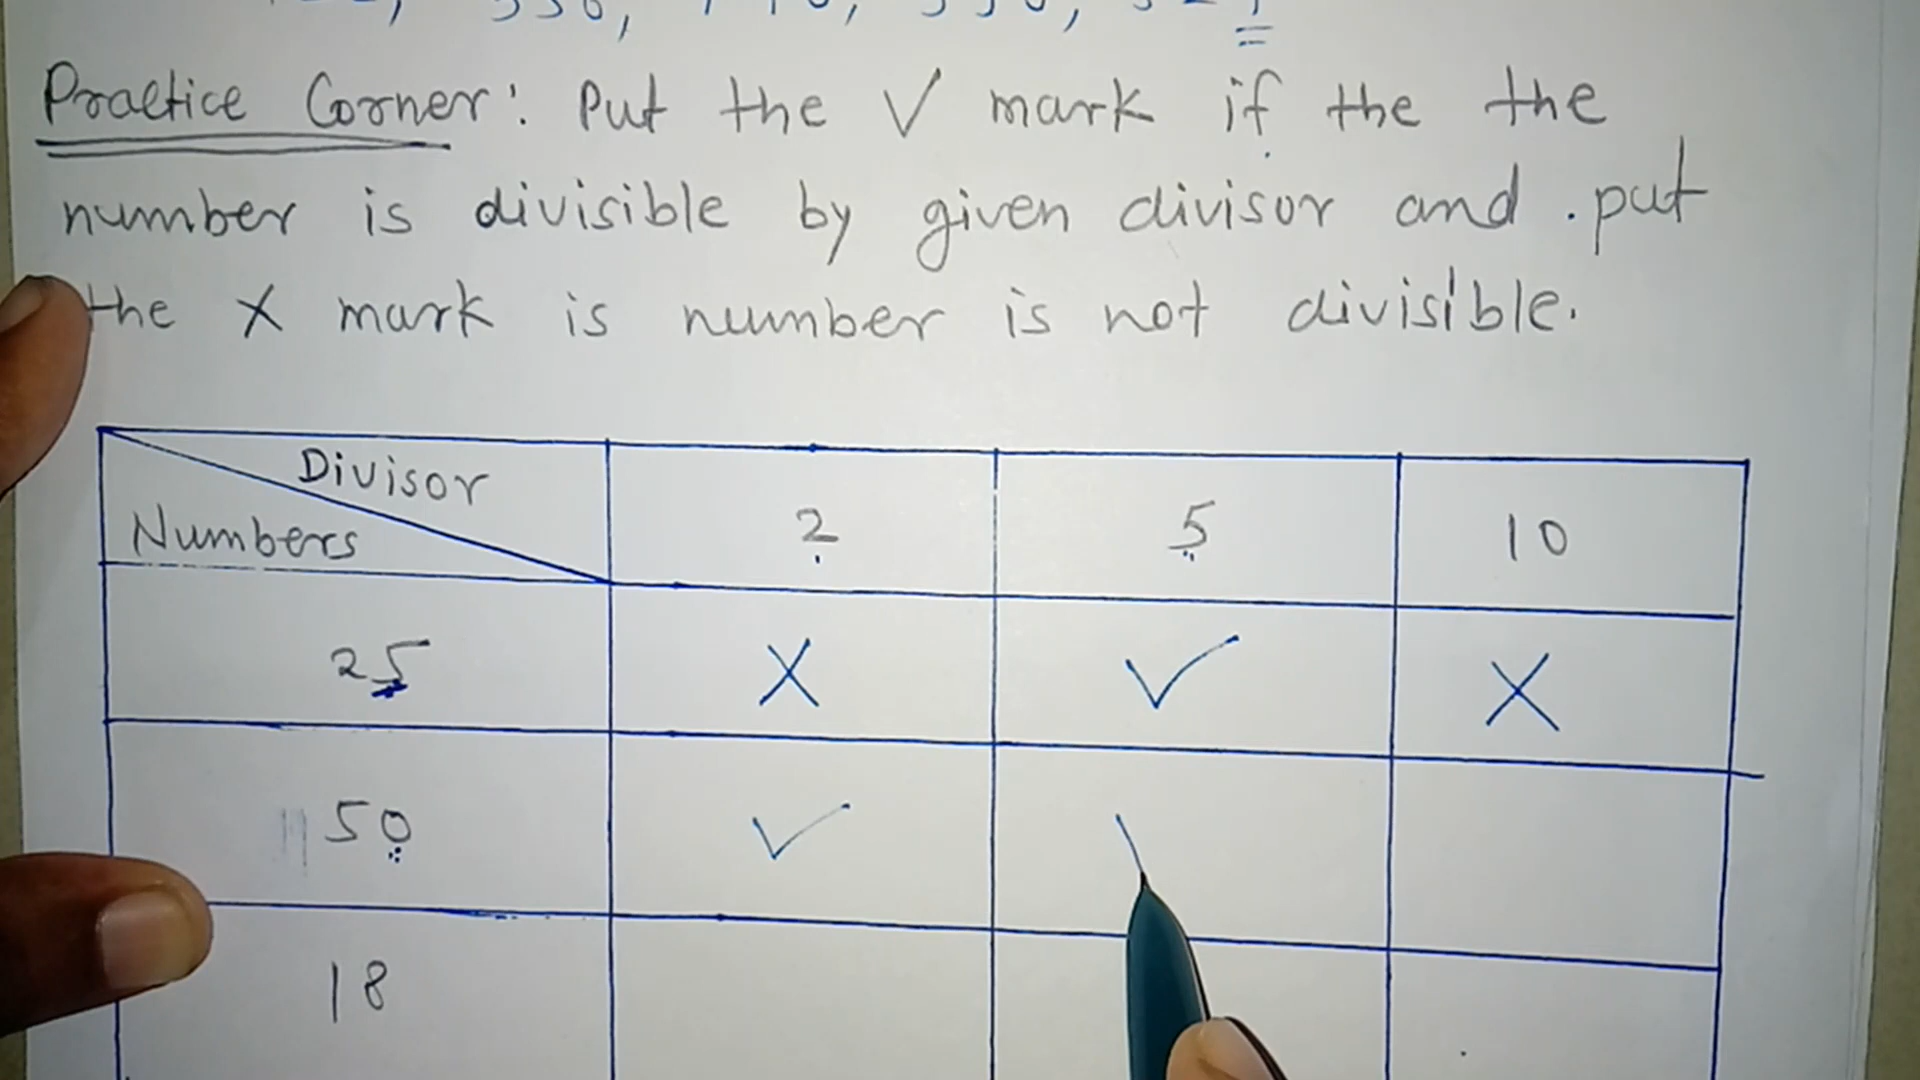 Practice Corner: Put the √ mark if the the
number is divisible by given divisor and . put
the X mark is number is not divisible.
Divisor
Numbers
2 5 10
25 X ✓ X
50 ✓
18